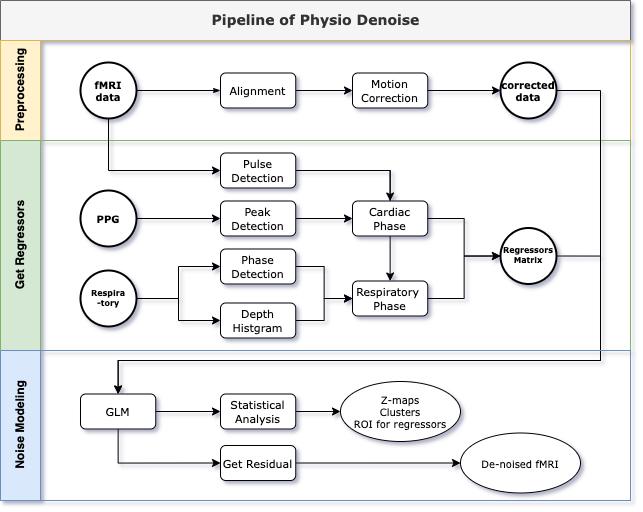 Pipeline of Physio Denoise
Preprocessing
fMRI
data
Alignment
Motion
Correction
corrected
data
Get Regressors
Pulse
Detection
PPG
Peak
Detection
Cardiac
Phase
Regressors
Matrix
Phase
Detection
Respira
-tory
Depth
Histgram
Respiratory
Phase
Noise Modeling
GLM
Statistical
Analysis
Z-maps
Clusters
ROI for regressors
Get Residual
De-noised fMRI